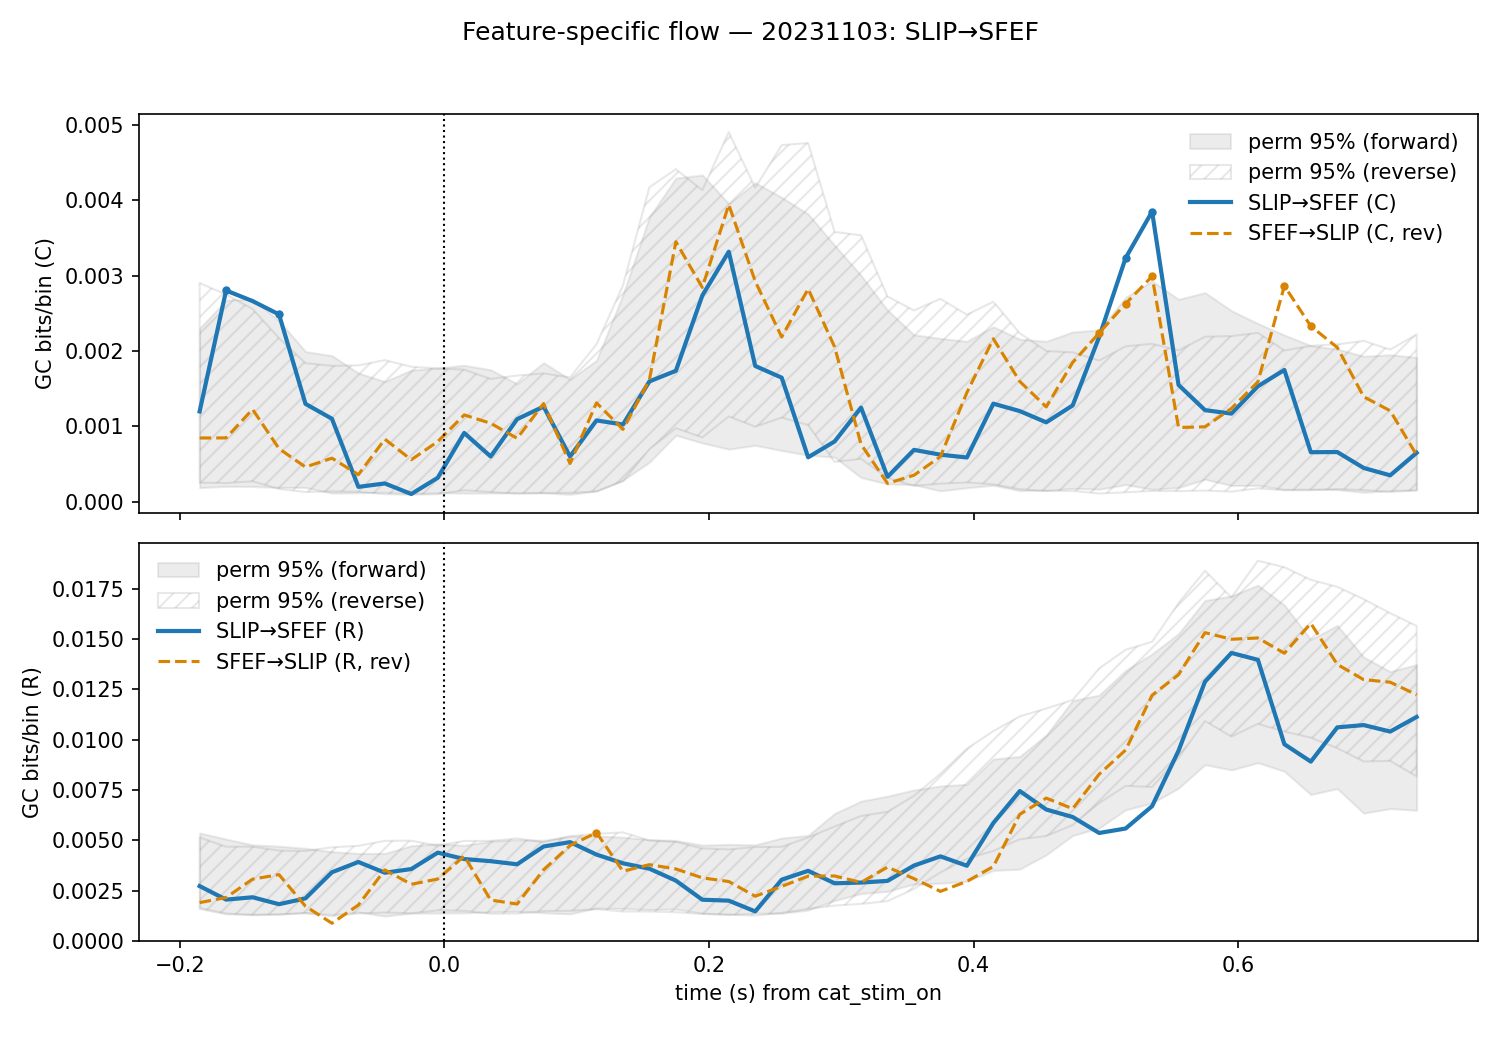 Feature-specific flow — 20231103: SLIP→SFEF
0.005
0.004
0.003
0.002
0.001
0.000
GC bits/bin (C)
perm 95% (forward)
perm 95% (reverse)
SLIP→SFEF (C)
SFEF→SLIP (C, rev)
0.0175
0.0150
0.0125
0.0100
0.0075
0.0050
0.0025
0.0000
GC bits/bin (R)
perm 95% (forward)
perm 95% (reverse)
SLIP→SFEF (R)
SFEF→SLIP (R, rev)
−0.2 0.0 0.2 0.4 0.6
time (s) from cat_stim_on